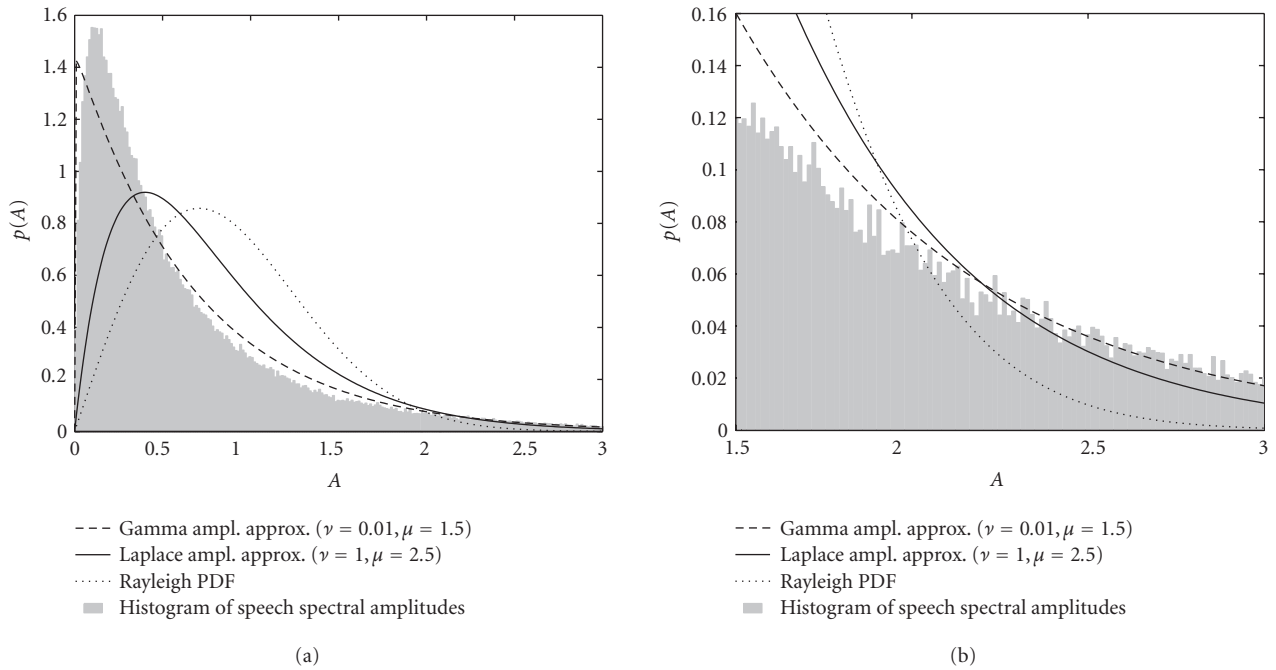 1.6
1.4
1.2
1
0.8
0.6
0.4
0.2
0
p(A)
0 0.5 1 1.5 2 2.5 3
A
Gamma ampl. approx. (ν = 0.01, μ = 1.5)
Laplace ampl. approx. (ν = 1, μ = 2.5)
Rayleigh PDF
Histogram of speech spectral amplitudes
(a)
0.16
0.14
0.12
0.1
0.08
0.06
0.04
0.02
0
p(A)
1.5 2 2.5 3
A
Gamma ampl. approx. (ν = 0.01, μ = 1.5)
Laplace ampl. approx. (ν = 1, μ = 2.5)
Rayleigh PDF
Histogram of speech spectral amplitudes
(b)